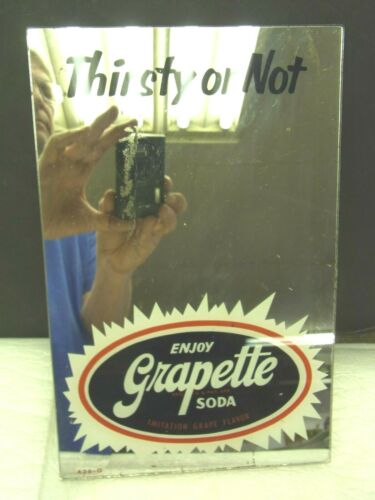 Thirsty or Not
ENJOY
Grapette
SODA
IMITATION GRAPE FLAVOR